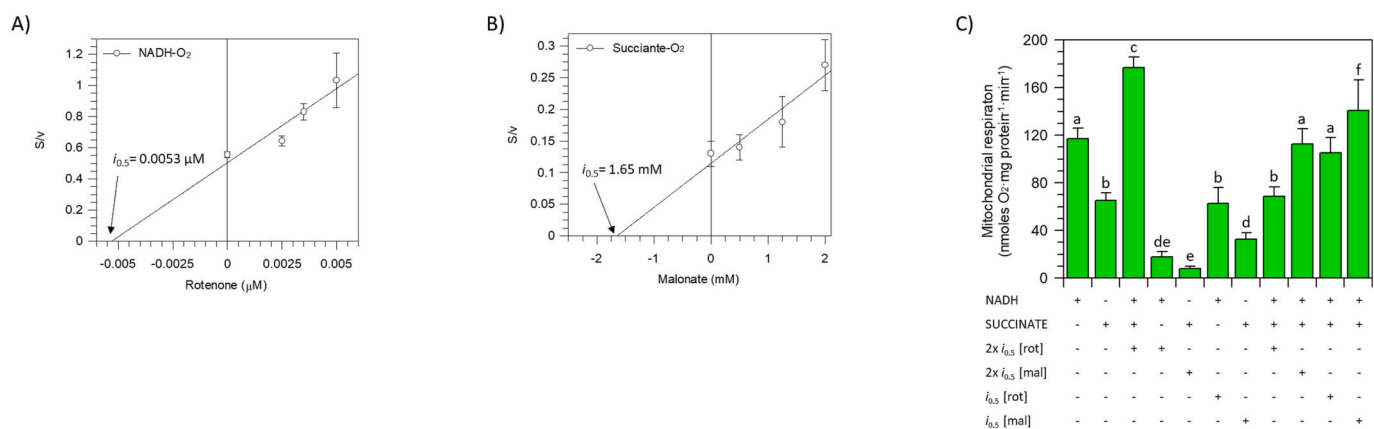 A)
NADH-O₂
S/v
1.2
1
0.8
0.6
0.4
0.2
0
i0.5= 0.0053 µM
-0.005 -0.0025 0 0.0025 0.005
Rotenone (µM)
B)
Succiante-O₂
S/v
0.3
0.25
0.2
0.15
0.1
0.05
0
i0.5= 1.65 mM
-2 -1 0 1 2
Malonate (mM)
C)
Mitochondrial respiraton
(nmoles O₂·mg protein⁻¹·min⁻¹)
200
160
120
80
40
0
a b c de e b d b a a f
NADH + - + + - + - + + + +
SUCCINATE - + + - + - + + + + +
2x i0.5 [rot] - - + + - - - + - - -
2x i0.5 [mal] - - - - + - - - + - -
i0.5 [rot] - - - - - + - - - + -
i0.5 [mal] - - - - - - + - - - +